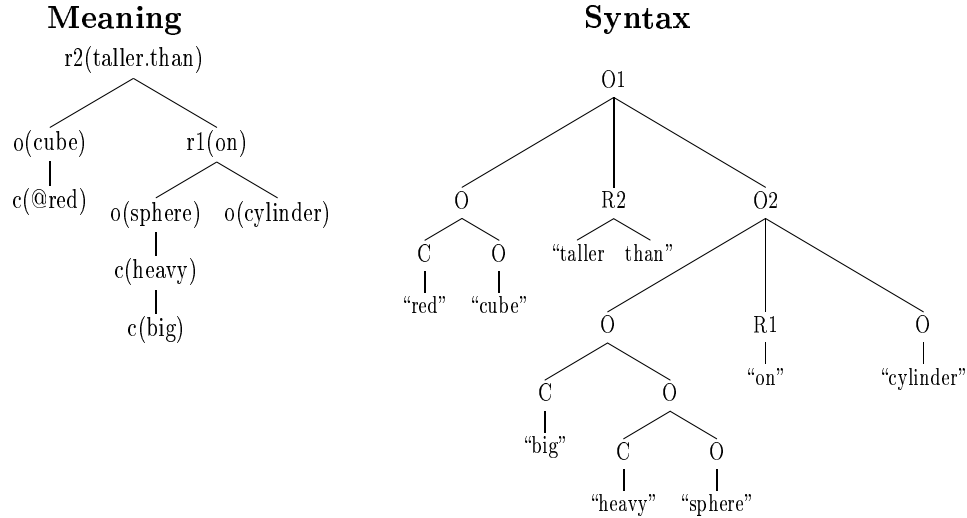 Meaning
r2(taller.than)
o(cube) r1(on)
c(@red) o(sphere) o(cylinder)
c(heavy)
c(big)
Syntax
O1
O R2 O2
C O “taller than”
“red” “cube”
O R1 O
“on” “cylinder”
C O
“big” C O
“heavy” “sphere”